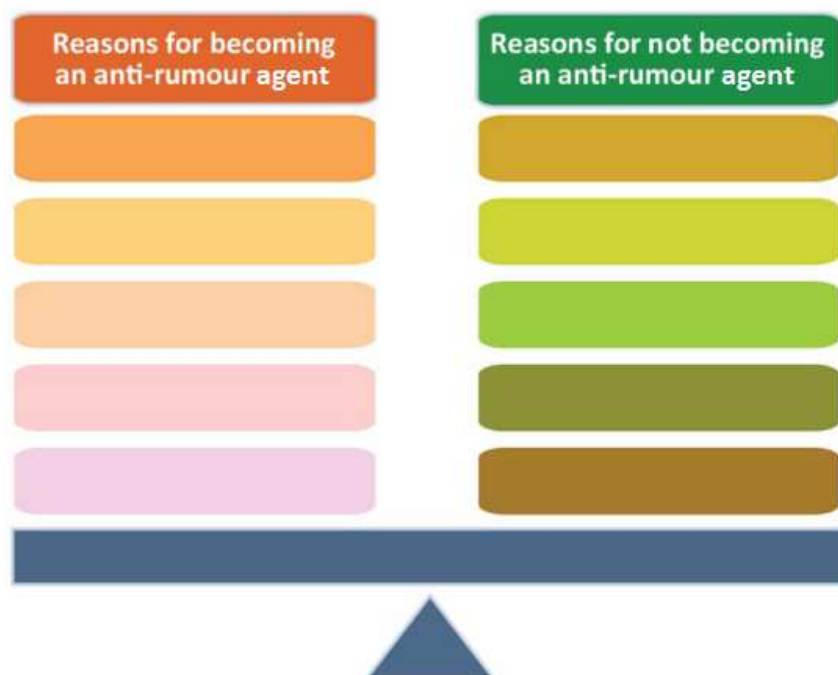 Reasons for becoming
an anti-rumour agent
Reasons for not becoming
an anti-rumour agent